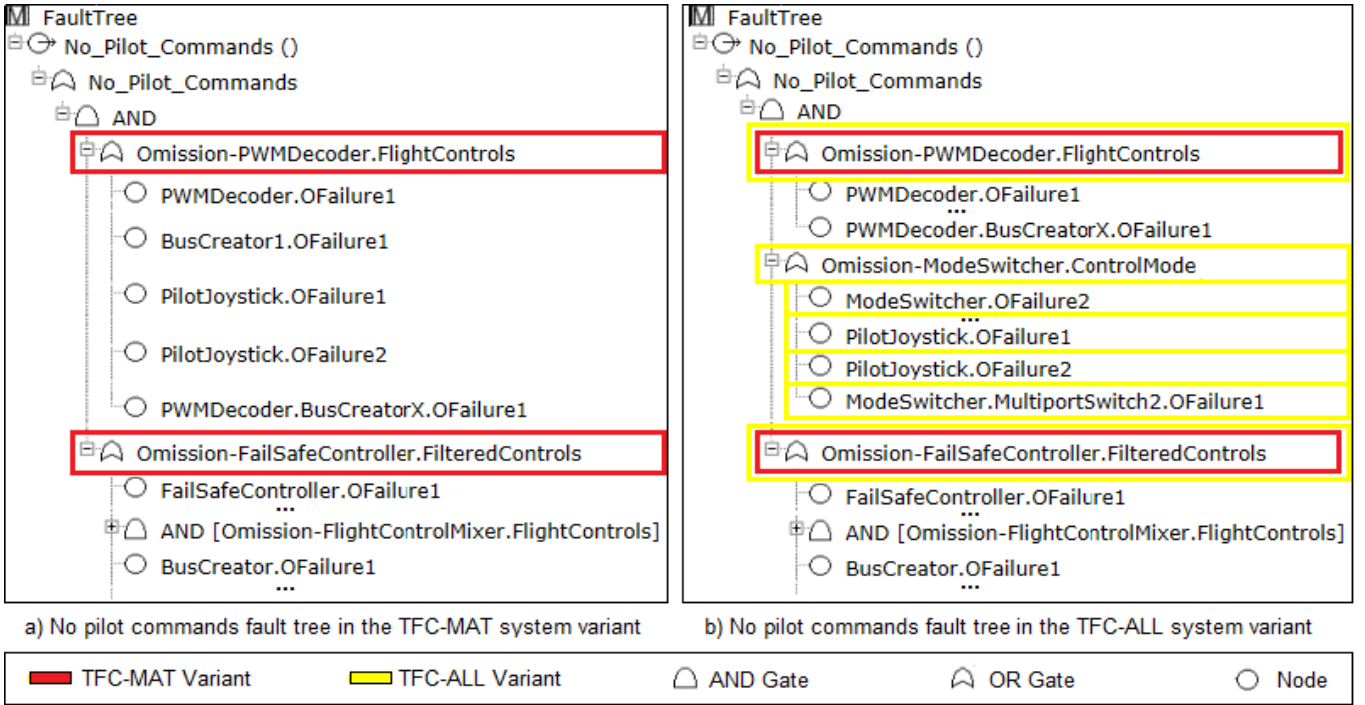 FaultTree
No_Pilot_Commands ()
No_Pilot_Commands
AND
Omission-PWMDecoder.FlightControls
PWMDecoder.OFailure1
BusCreator1.OFailure1
PilotJoystick.OFailure1
PilotJoystick.OFailure2
PWMDecoder.BusCreatorX.OFailure1
Omission-FailSafeController.FilteredControls
FailSafeController.OFailure1
...
AND [Omission-FlightControlMixer.FlightControls]
BusCreator.OFailure1
...
a) No pilot commands fault tree in the TFC-MAT system variant
FaultTree
No_Pilot_Commands ()
No_Pilot_Commands
AND
Omission-PWMDecoder.FlightControls
PWMDecoder.OFailure1
...
PWMDecoder.BusCreatorX.OFailure1
Omission-ModeSwitcher.ControlMode
ModeSwitcher.OFailure2
...
PilotJoystick.OFailure1
PilotJoystick.OFailure2
ModeSwitcher.MultiportSwitch2.OFailure1
Omission-FailSafeController.FilteredControls
FailSafeController.OFailure1
...
AND [Omission-FlightControlMixer.FlightControls]
BusCreator.OFailure1
...
b) No pilot commands fault tree in the TFC-ALL system variant
TFC-MAT Variant
TFC-ALL Variant
AND Gate
OR Gate
Node